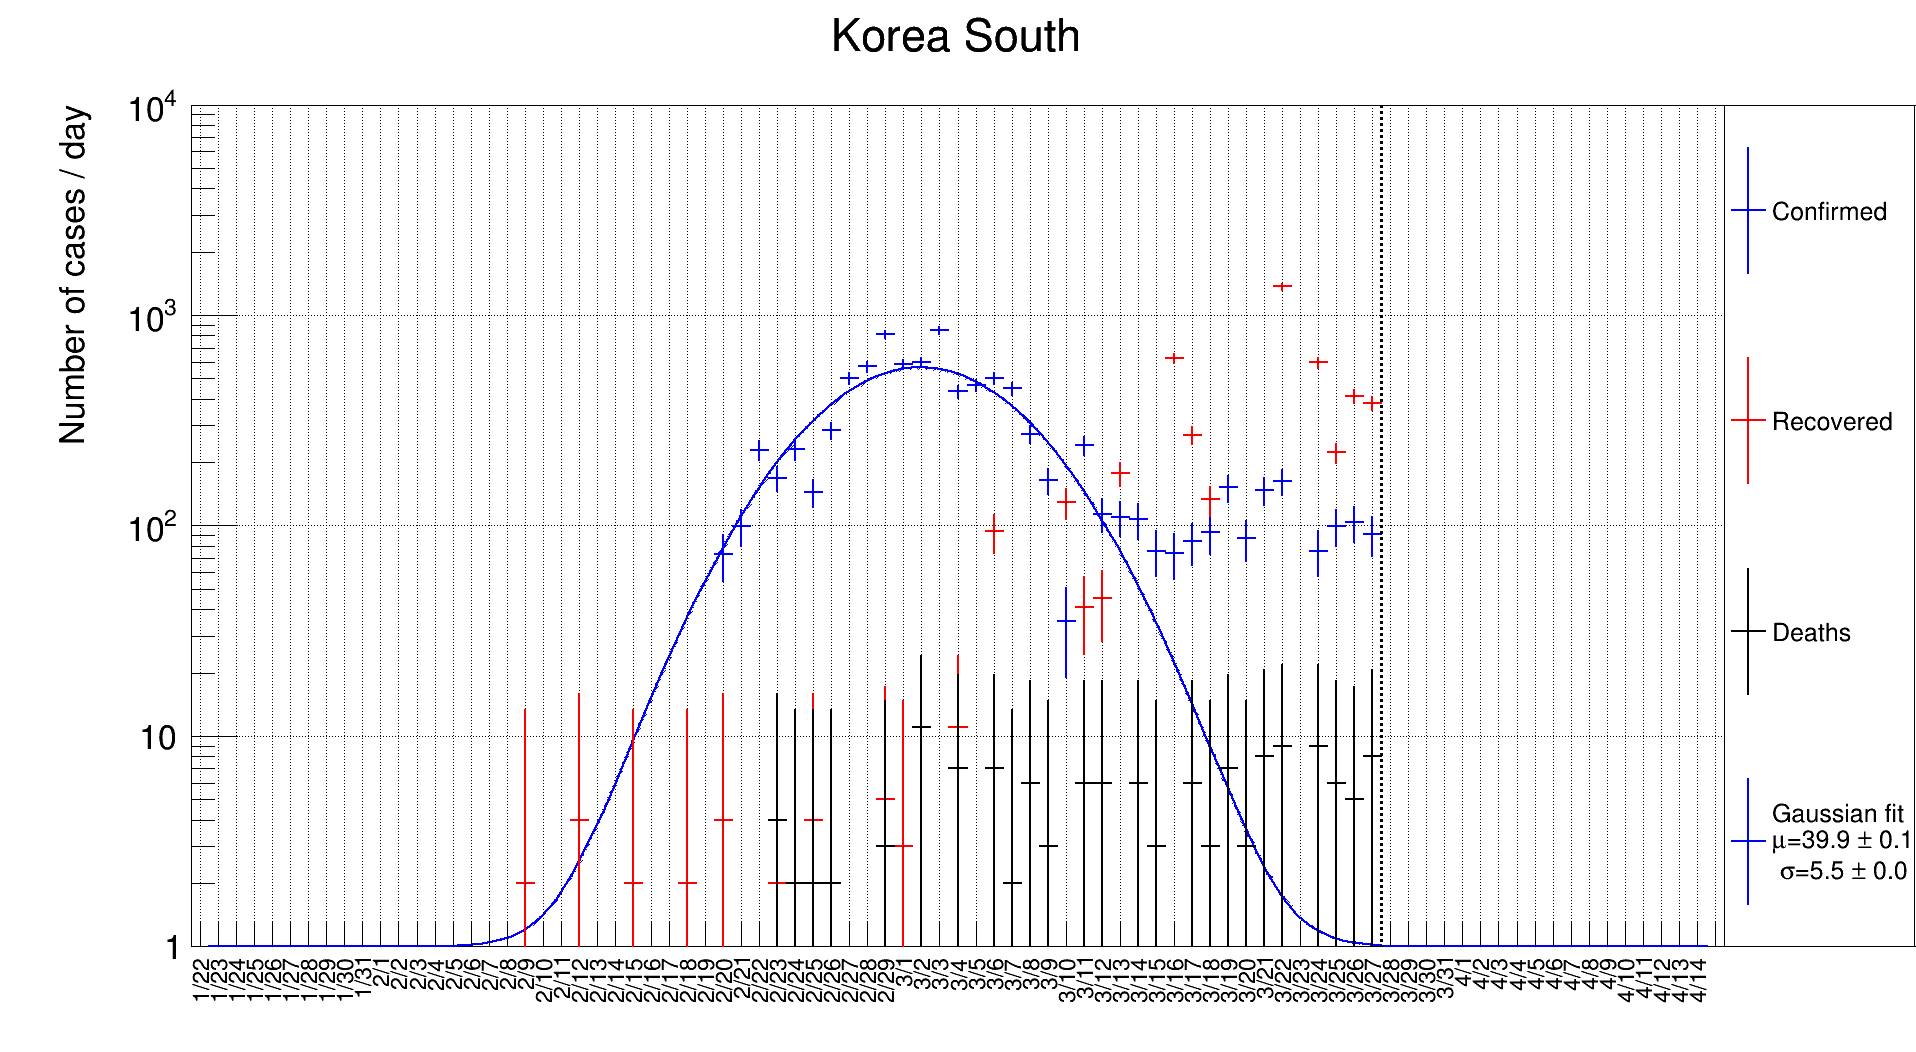 Korea South
Number of cases / day
10⁴
10³
10²
10
1
1/22 1/23 1/24 1/25 1/26 1/27 1/28 1/29 1/30 1/31 2/1 2/2 2/3 2/4 2/5 2/6 2/7 2/8 2/9 2/10 2/11 2/12 2/13 2/14 2/15 2/16 2/17 2/18 2/19 2/20 2/21 2/22 2/23 2/24 2/25 2/26 2/27 2/28 2/29 3/1 3/2 3/3 3/4 3/5 3/6 3/7 3/8 3/9 3/10 3/11 3/12 3/13 3/14 3/15 3/16 3/17 3/18 3/19 3/20 3/21 3/22 3/23 3/24 3/25 3/26 3/27 3/28 3/29 3/30 3/31 4/1 4/2 4/3 4/4 4/5 4/6 4/7 4/8 4/9 4/10 4/11 4/12 4/13 4/14
Confirmed
Recovered
Deaths
Gaussian fit
μ=39.9 ± 0.1
σ=5.5 ± 0.0